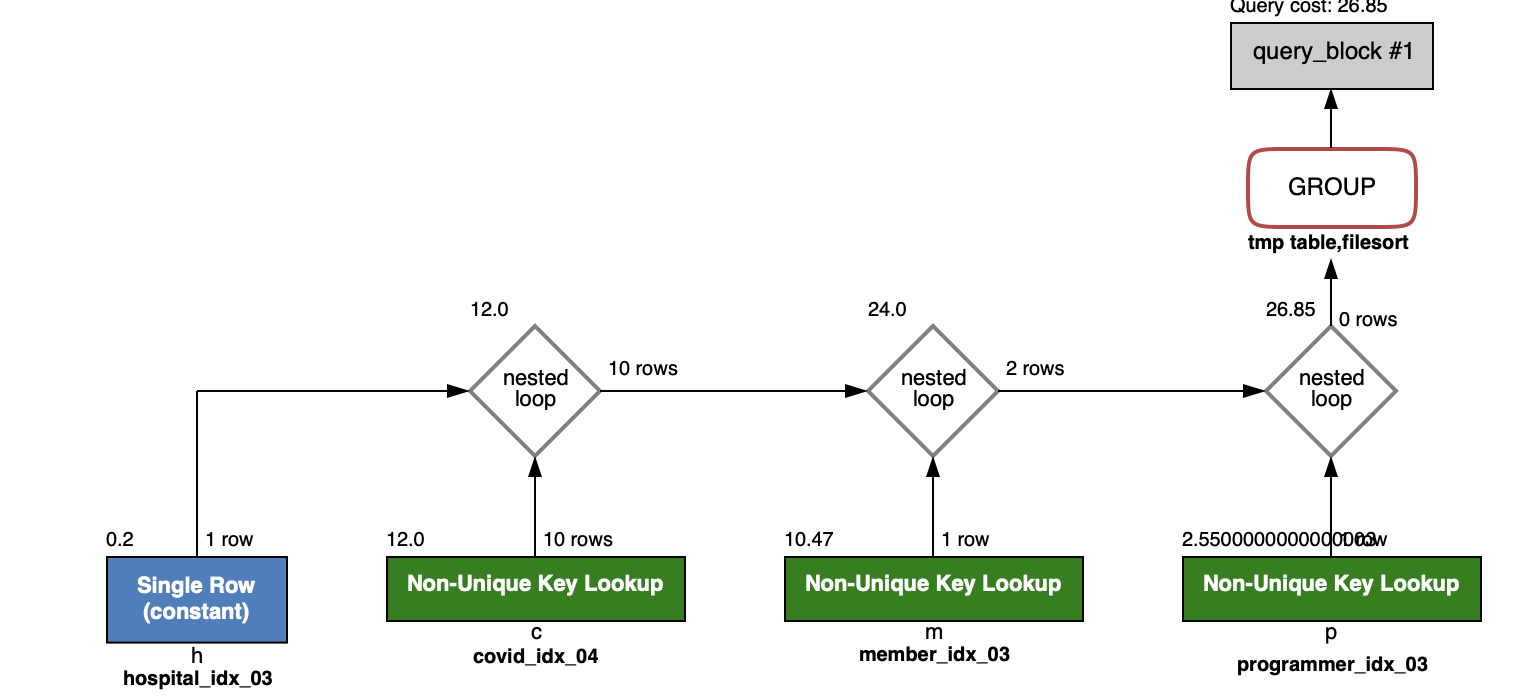 Query cost: 26.85
query_block #1
GROUP
tmp table,filesort
12.0
24.0
26.85
0 rows
nested
loop
10 rows
nested
loop
2 rows
nested
loop
0.2
1 row
12.0
10 rows
10.47
1 row
2.5500000000000003
1 row
Single Row
(constant)
Non-Unique Key Lookup
Non-Unique Key Lookup
Non-Unique Key Lookup
h
c
m
p
hospital_idx_03
covid_idx_04
member_idx_03
programmer_idx_03